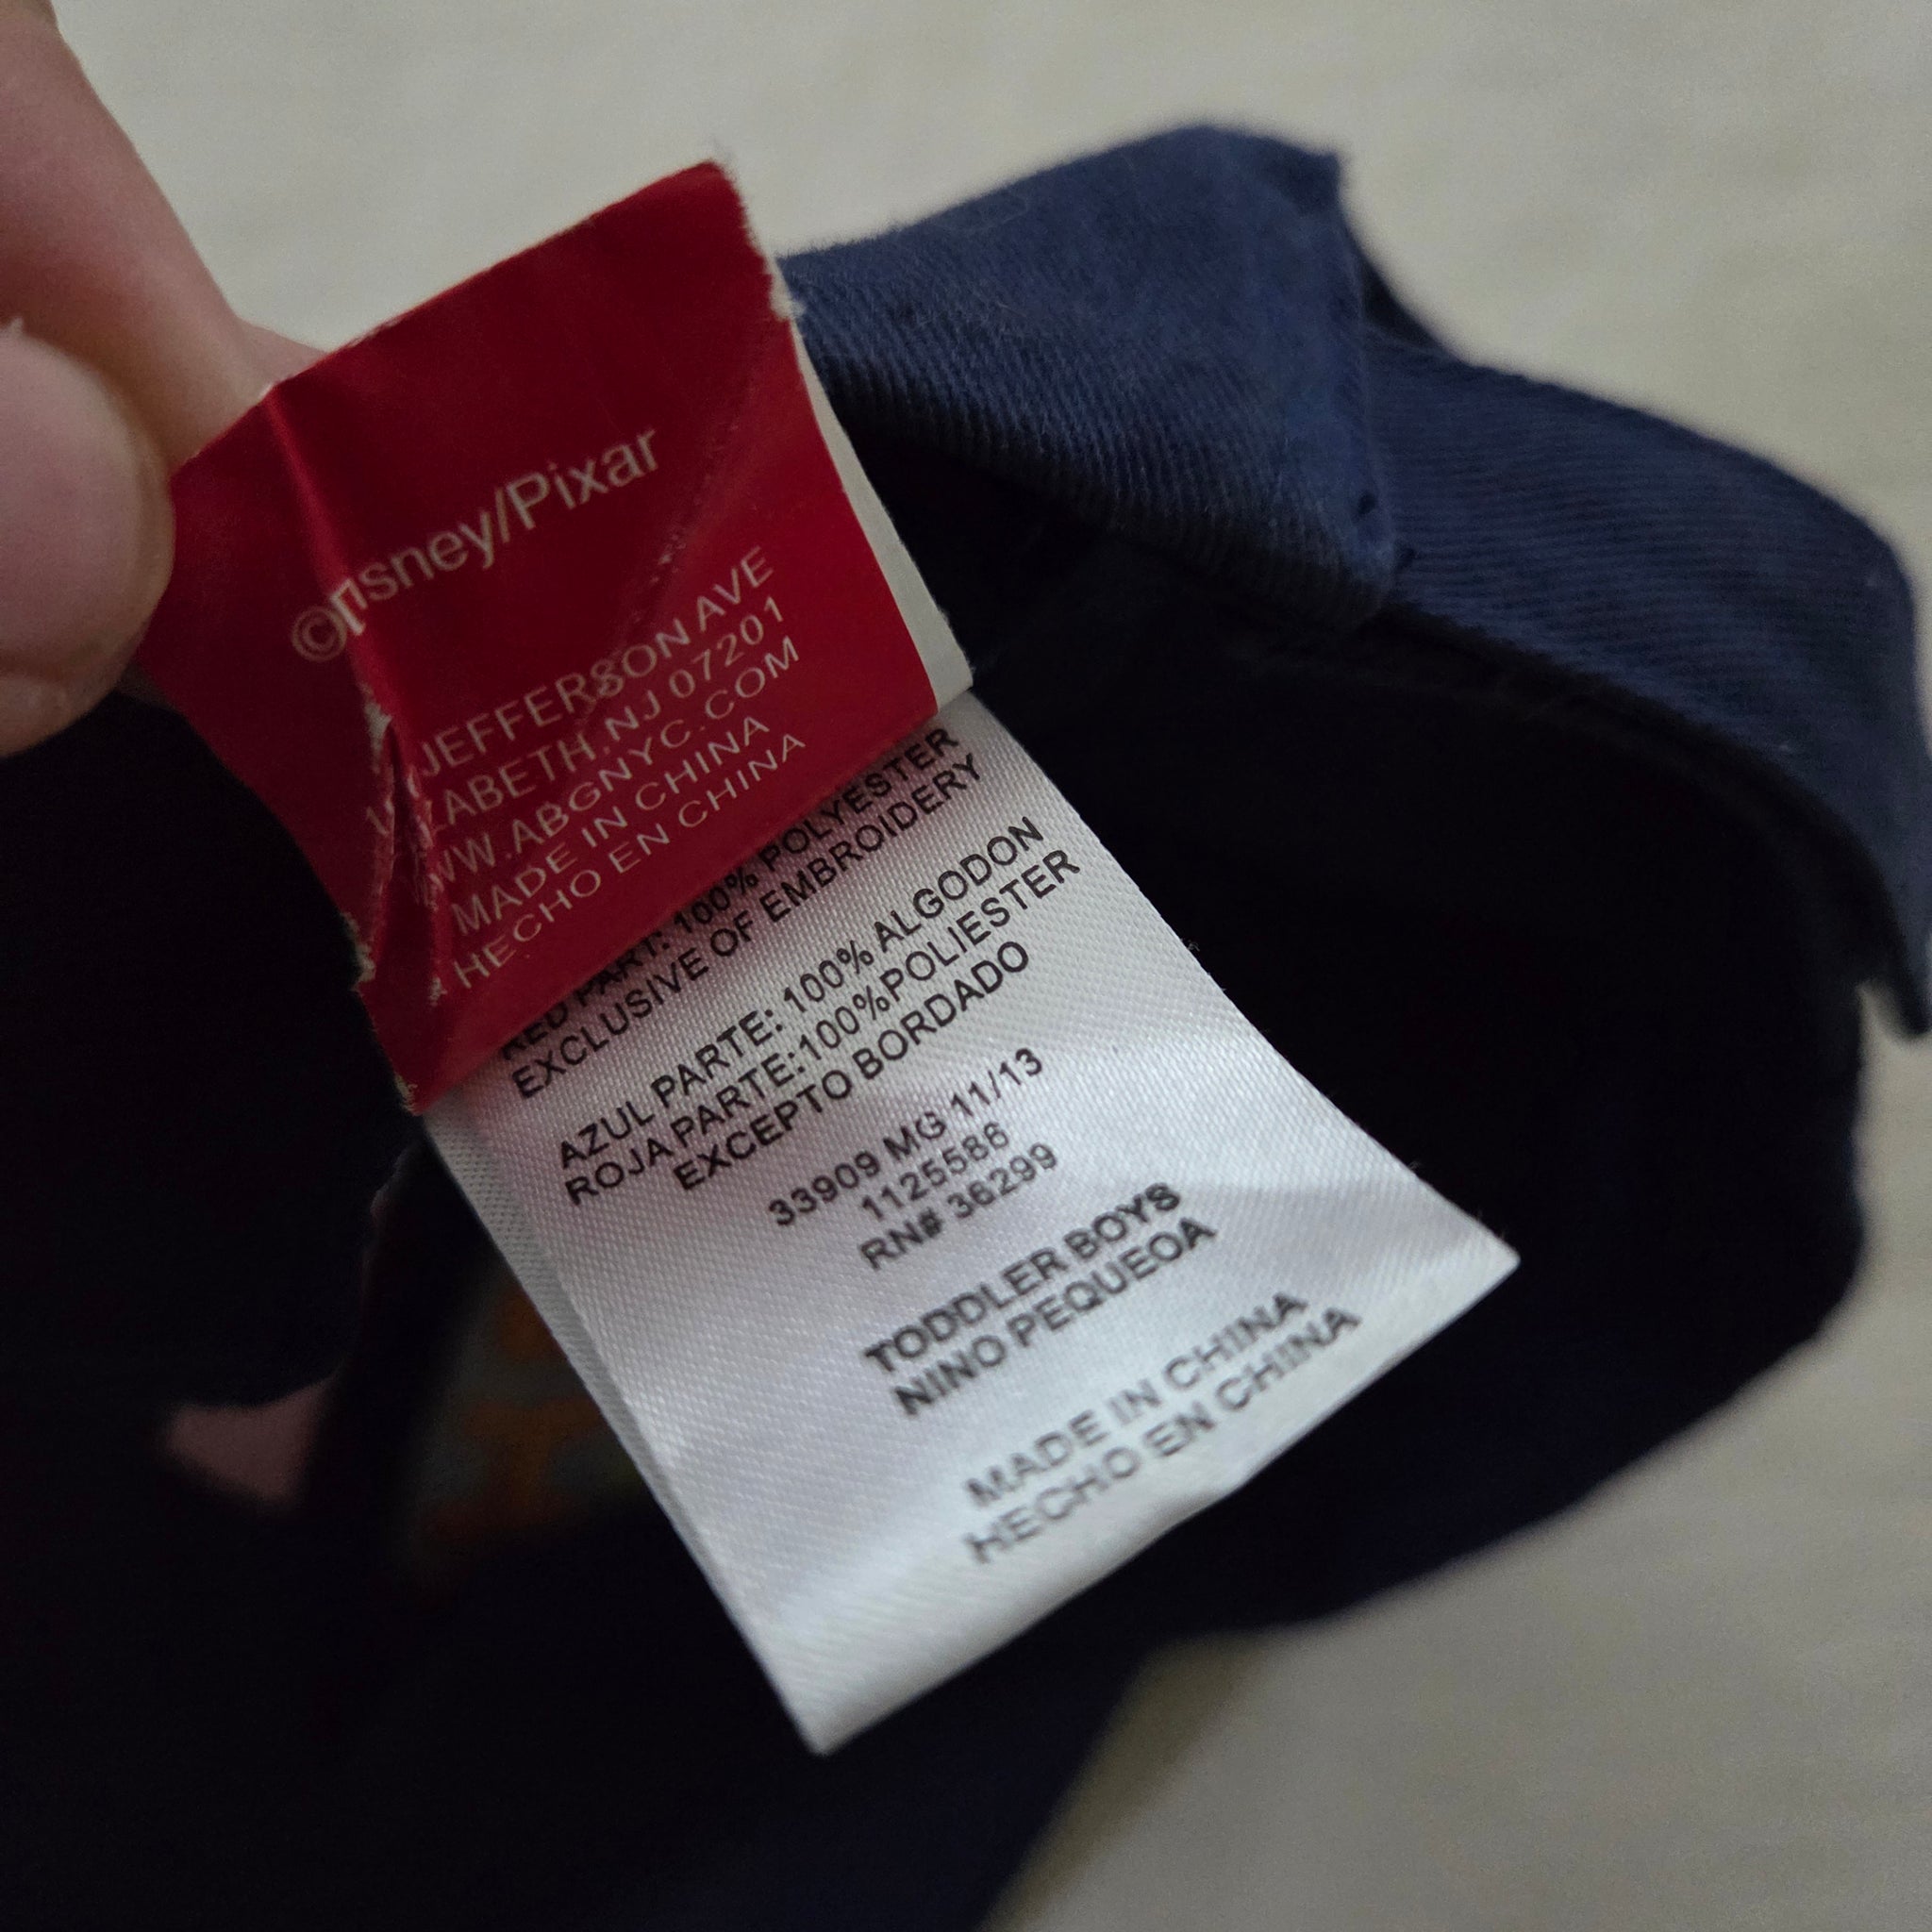 ©Disney/Pixar
JEFFERSON AVE
ABETH.NJ 07201
WW.ABGNYC.COM
MADE IN CHINA
HECHO EN CHINA
RED PART: 100% POLYESTER
EXCLUSIVE OF EMBROIDERY
AZUL PARTE: 100% ALGODON
ROJA PARTE:100%POLIESTER
EXCEPTO BORDADO
33909 MG 11/13
1125586
RN# 36299
TODDLER BOYS
NINO PEQUEOA
MADE IN CHINA
HECHO EN CHINA